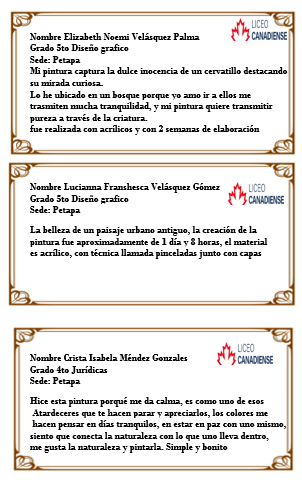 LICEO
CANADIENSE
Nombre Elizabeth Noemi Velásquez Palma
Grado 5to Diseño grafico
Sede: Petapa
Mi pintura captura la dulce inocencia de un cervatillo destacando
su mirada curiosa.
Lo he ubicado en un bosque porque yo amo ir a ellos me
trasmiten mucha tranquilidad, y mi pintura quiere transmitir
pureza a través de la criatura.
fue realizada con acrílicos y con 2 semanas de elaboración
LICEO
CANADIENSE
Nombre Lucianna Franshesca Velásquez Gómez
Grado 5to Diseño grafico
Sede: Petapa
La belleza de un paisaje urbano antiguo, la creación de la
pintura fue aproximadamente de 1 día y 8 horas, el material
es acrílico, con técnica llamada pinceladas junto con capas
LICEO
CANADIENSE
Nombre Crista Isabela Méndez Gonzales
Grado 4to Jurídicas
Sede: Petapa
Hice esta pintura porqué me da calma, es como uno de esos
Atardeceres que te hacen parar y apreciarlos, los colores me
hacen pensar en días tranquilos, en estar en paz con uno mismo,
siento que conecta la naturaleza con lo que uno lleva dentro,
me gusta la naturaleza y pintarla. Simple y bonito